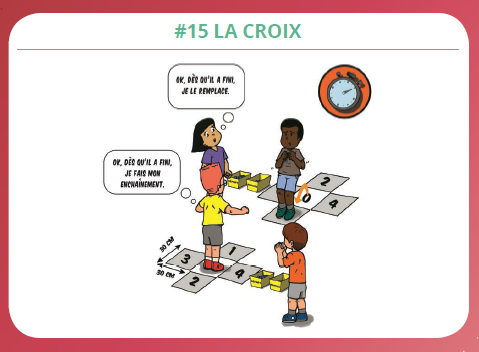 #15 LA CROIX
OK, DÈS QU'IL A FINI,
JE LE REMPLACE.
OK, DÈS QU'IL A FINI,
JE FAIS MON
ENCHAÎNEMENT.
2
0
4
30 CM
30 CM
3
1
2
4